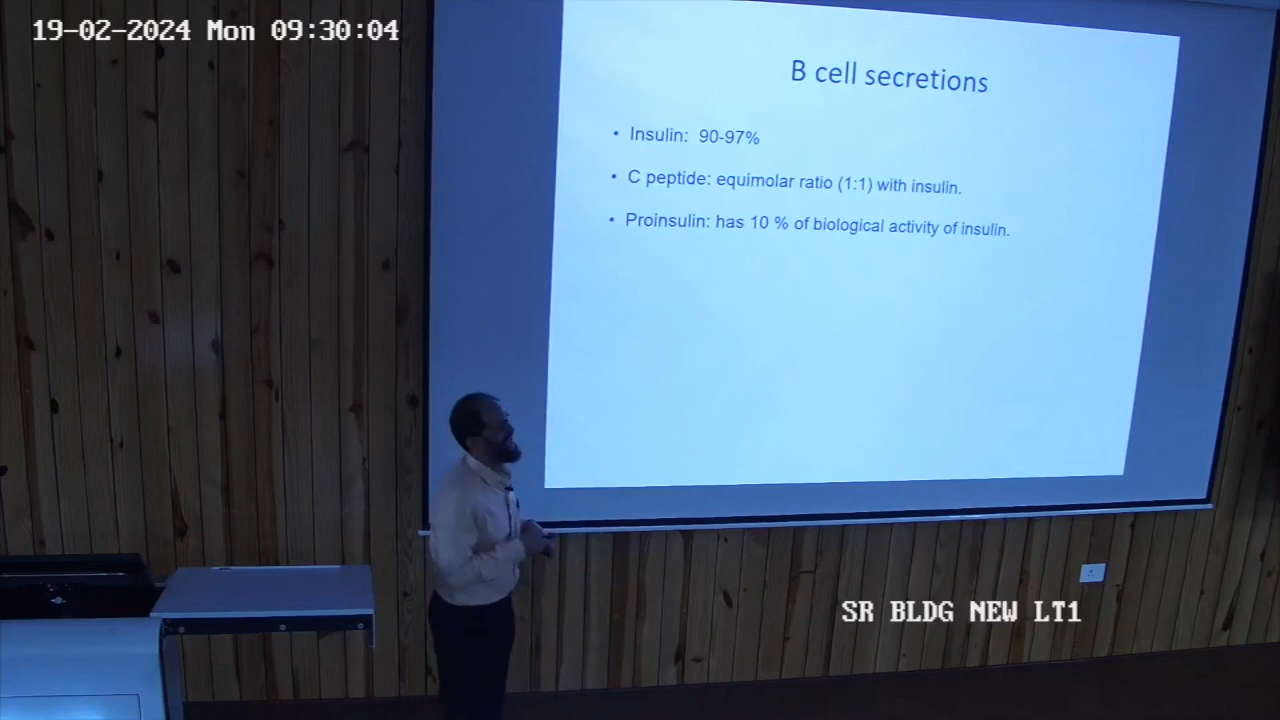 19-02-2024 Mon 09:30:04
B cell secretions
• Insulin: 90-97%
• C peptide: equimolar ratio (1:1) with insulin.
• Proinsulin: has 10 % of biological activity of insulin.
SR BLDG NEW LT1